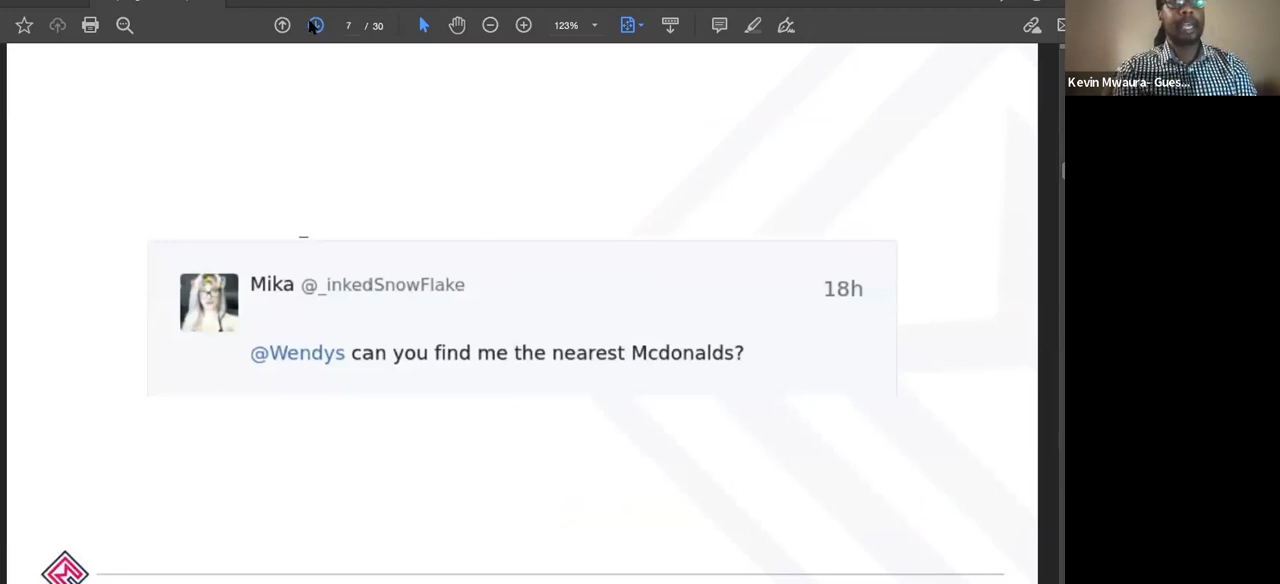 7 / 30
123%
Kevin Mwaura- Gues...
Mika @_inkedSnowFlake
18h
@Wendys can you find me the nearest Mcdonalds?